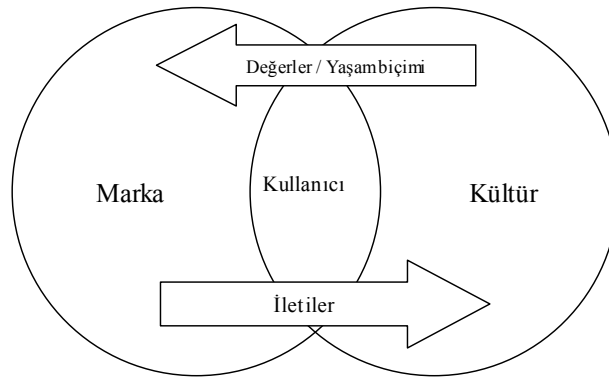 Değerler / Yaşambiçimi
Marka
Kullanıcı
Kültür
İletiler